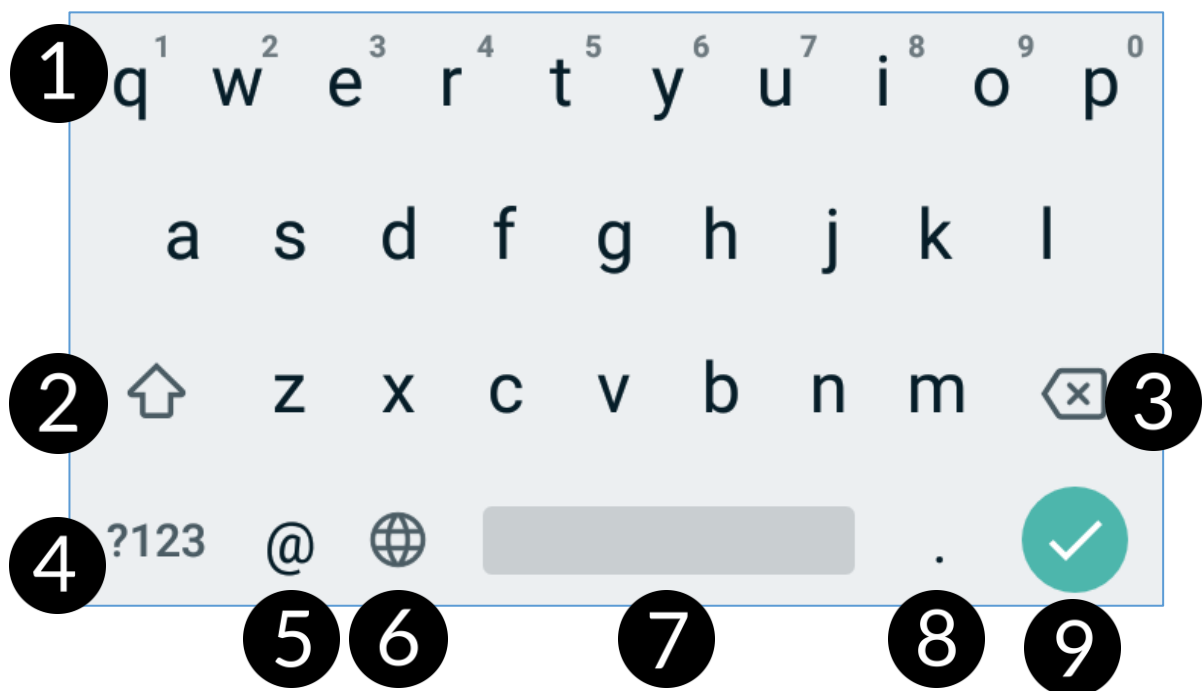 1 2 3 4 5 6 7 8 9 0
1 q w e r t y u i o p
a s d f g h j k l
2 z x c v b n m 3
4 ?123 @ .
5 6 7 8 9